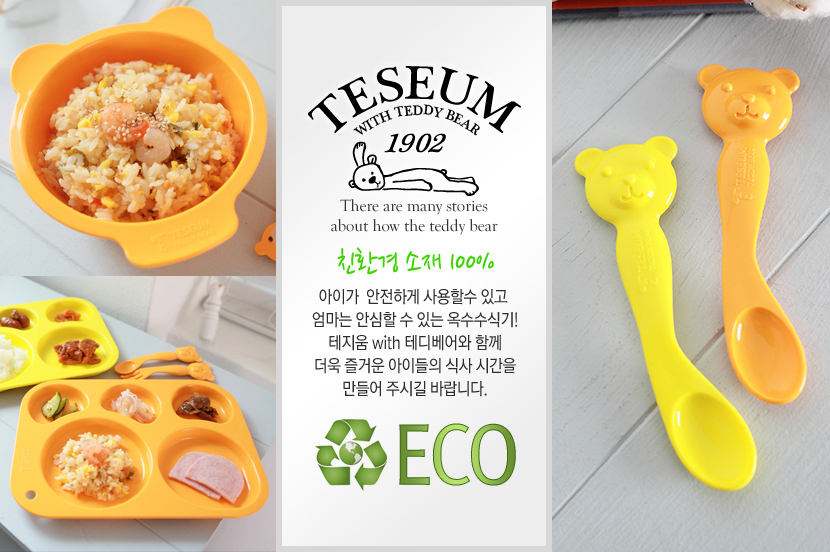 TESEUM
WITH TEDDY BEAR
1902
There are many stories
about how the teddy bear
친환경 소재 100%
아이가 안전하게 사용할수 있고
엄마는 안심할 수 있는 옥수수식기!
테지움 with 테디베어와 함께
더욱 즐거운 아이들의 식사 시간을
만들어 주시길 바랍니다.
ECO
TESEUM